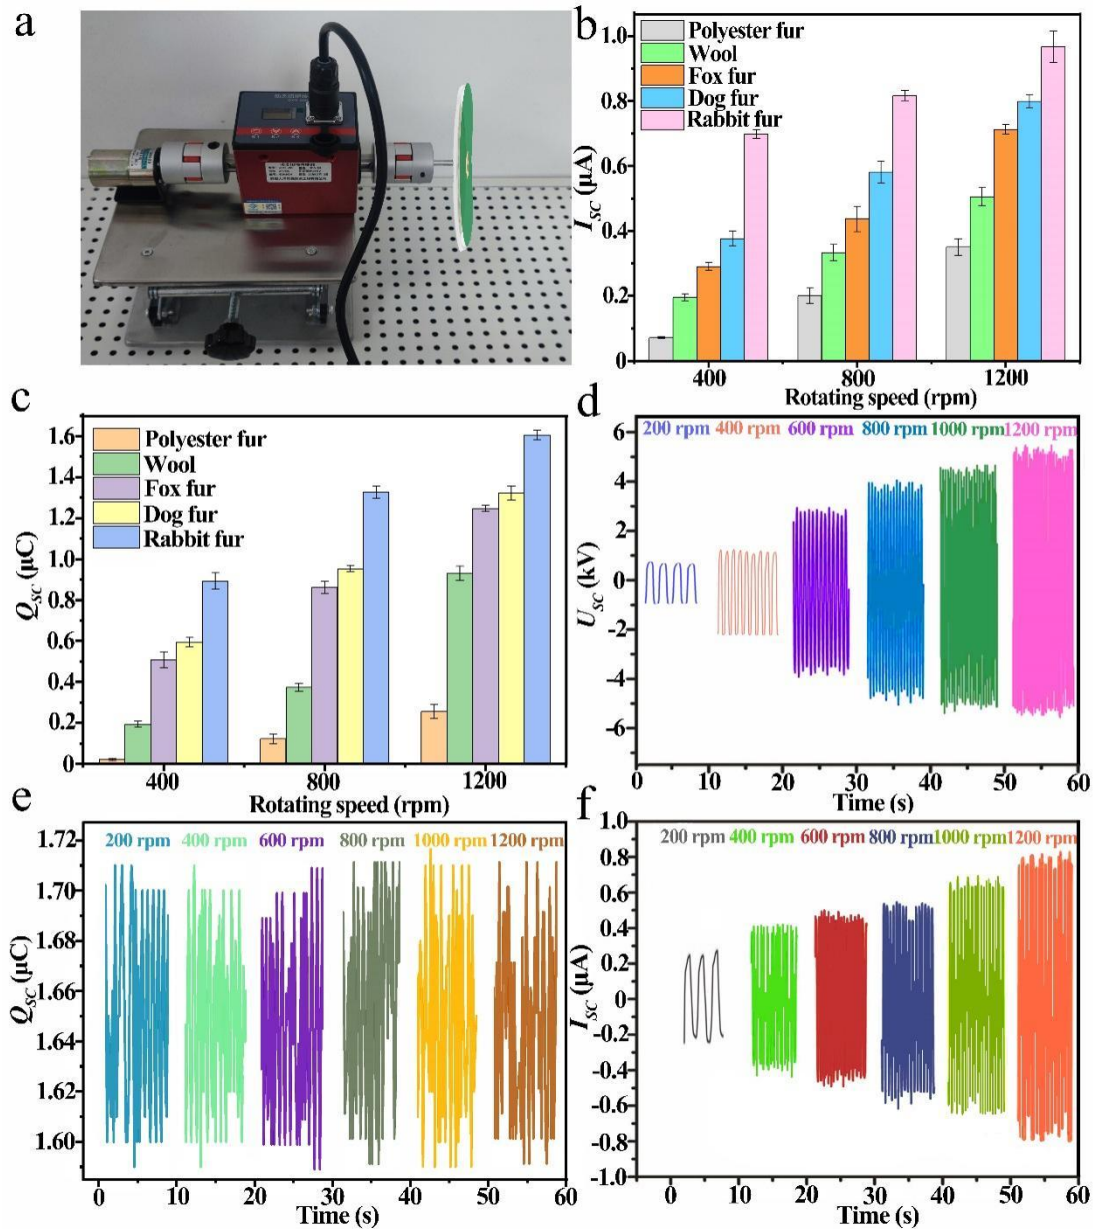 a
b
Polyester fur
Wool
Fox fur
Dog fur
Rabbit fur
I_SC (μA)
1.0
0.8
0.6
0.4
0.2
0
400
800
1200
Rotating speed (rpm)
c
Polyester fur
Wool
Fox fur
Dog fur
Rabbit fur
Q_SC (μC)
1.6
1.4
1.2
1.0
0.8
0.6
0.4
0.2
0
400
800
1200
Rotating speed (rpm)
d
200 rpm 400 rpm 600 rpm 800 rpm 1000 rpm 1200 rpm
U_SC (kV)
6
4
2
0
-2
-4
-6
0 10 20 30 40 50 60
Time (s)
e
200 rpm 400 rpm 600 rpm 800 rpm 1000 rpm 1200 rpm
Q_SC (μC)
1.72
1.70
1.68
1.66
1.64
1.62
1.60
0 10 20 30 40 50 60
Time (s)
f
200 rpm 400 rpm 600 rpm 800 rpm 1000 rpm 1200 rpm
I_SC (μA)
1.0
0.8
0.6
0.4
0.2
0
-0.2
-0.4
-0.6
-0.8
-1.0
0 10 20 30 40 50 60
Time (s)